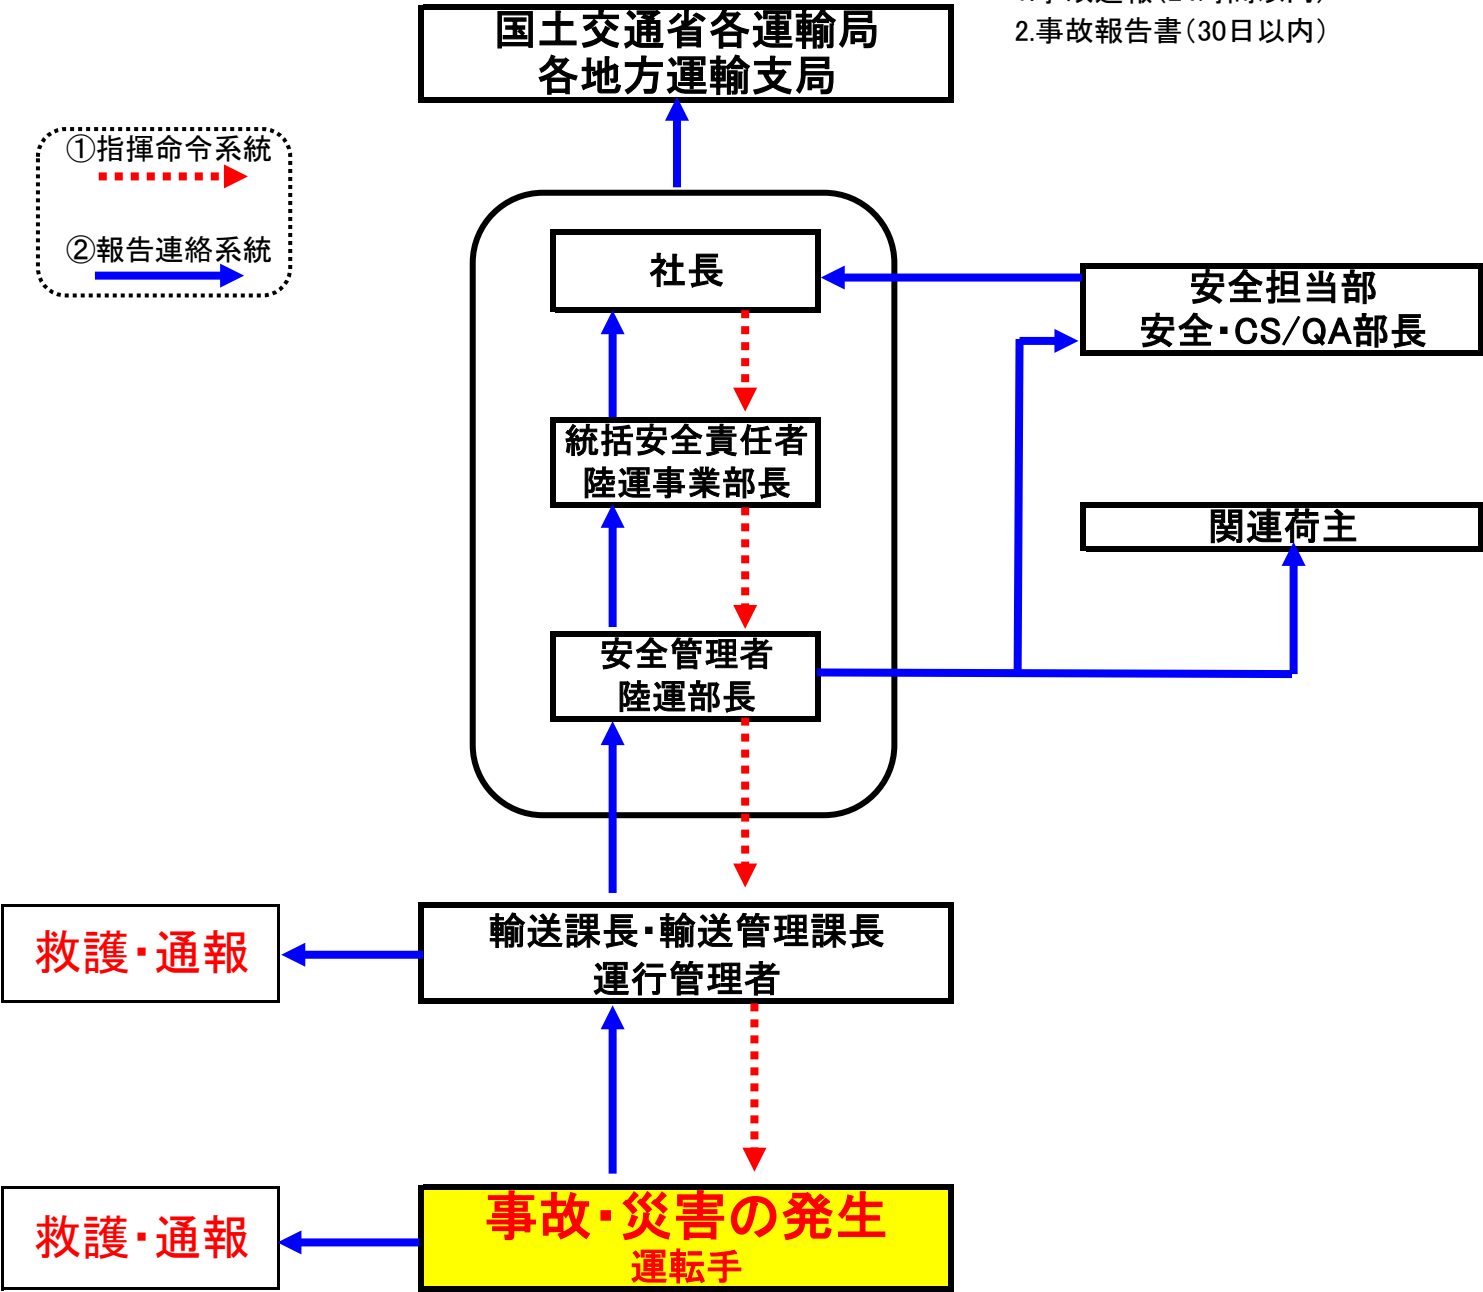 2.事故報告書(30日以内)
国土交通省各運輸局
各地方運輸支局
①指揮命令系統
②報告連絡系統
社長
安全担当部
安全・CS/QA部長
統括安全責任者
陸運事業部長
関連荷主
安全管理者
陸運部長
輸送課長・輸送管理課長
運行管理者
救護・通報
事故・災害の発生
運転手
救護・通報